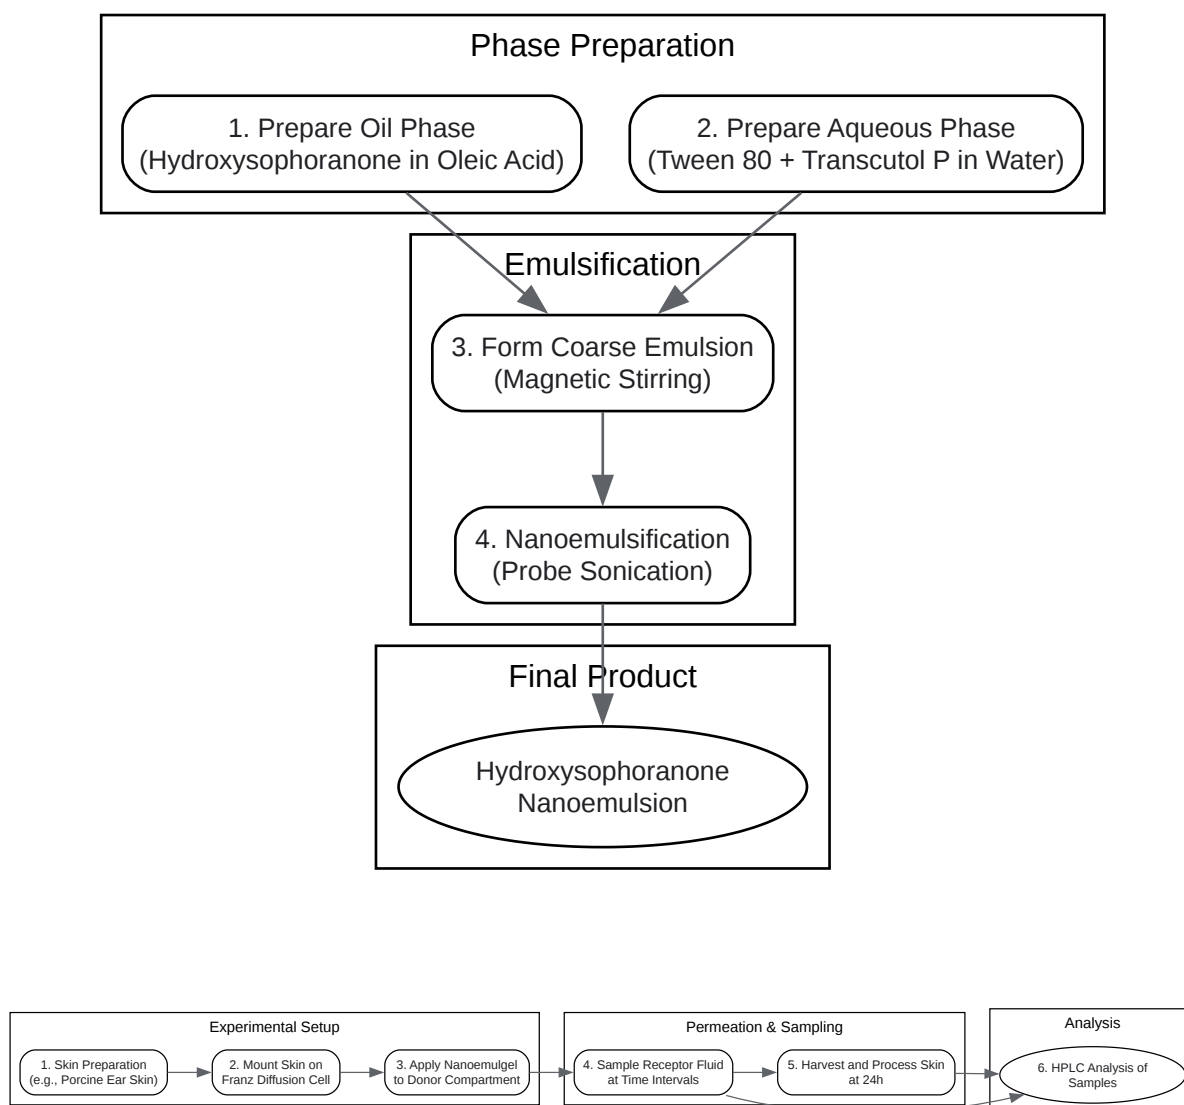 Phase Preparation
1. Prepare Oil Phase
(Hydroxysophoranone in Oleic Acid)
2. Prepare Aqueous Phase
(Tween 80 + Transcutol P in Water)
Emulsification
3. Form Coarse Emulsion
(Magnetic Stirring)
4. Nanoemulsification
(Probe Sonication)
Final Product
Hydroxysophoranone
Nanoemulsion
Experimental Setup
1. Skin Preparation
(e.g., Porcine Ear Skin)
2. Mount Skin on
Franz Diffusion Cell
3. Apply Nanoemulgel
to Donor Compartment
Permeation & Sampling
4. Sample Receptor Fluid
at Time Intervals
5. Harvest and Process Skin
at 24h
Analysis
6. HPLC Analysis of
Samples